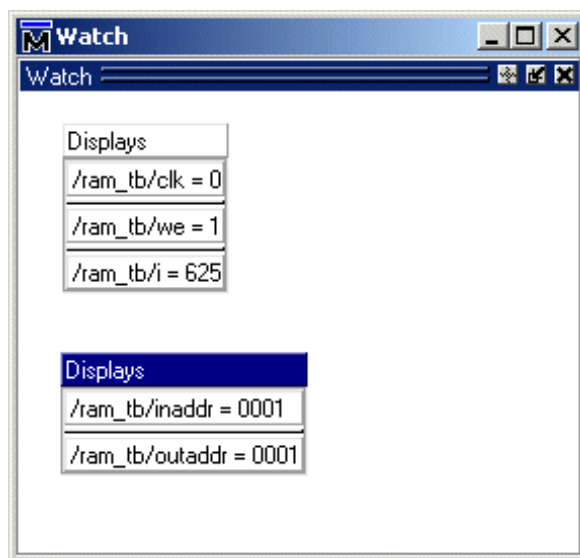 Watch
Watch
Displays
/ram_tb/clk = 0
/ram_tb/we = 1
/ram_tb/i = 625
Displays
/ram_tb/inaddr = 0001
/ram_tb/outaddr = 0001